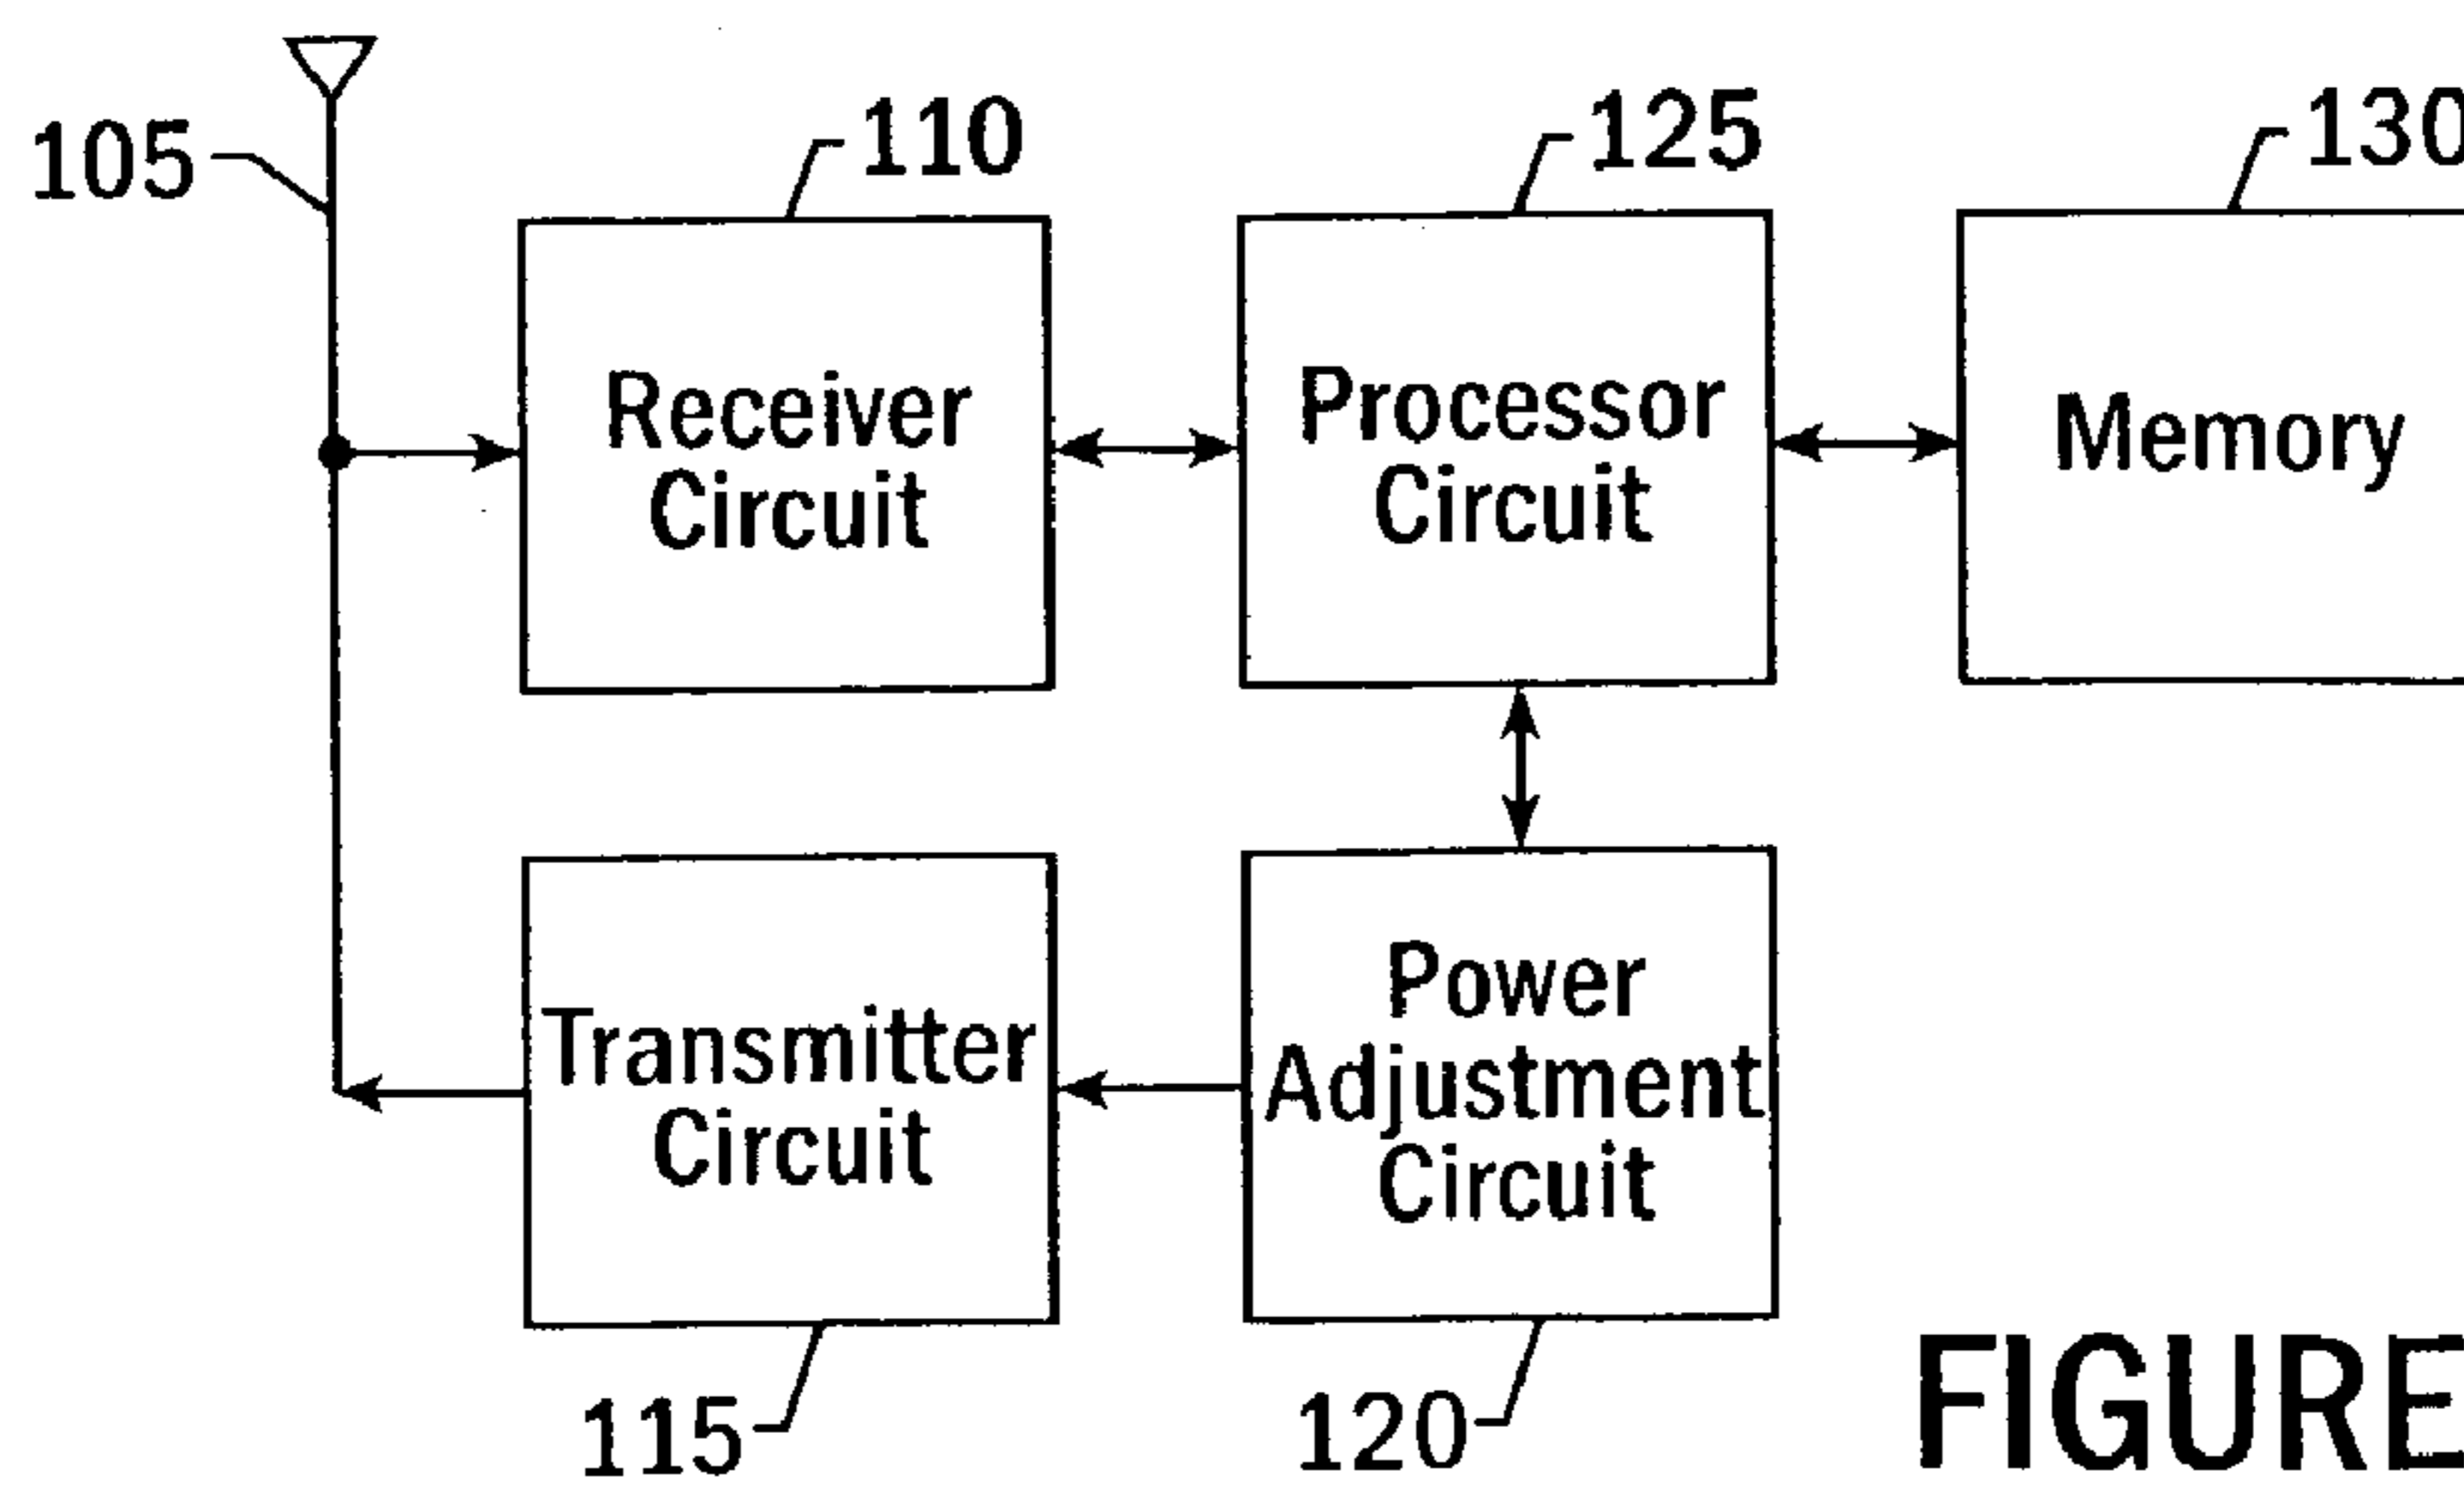 105
110
125
130
Receiver
Circuit
Processor
Circuit
Memory
Transmitter
Circuit
Power
Adjustment
Circuit
115
120
FIGURE